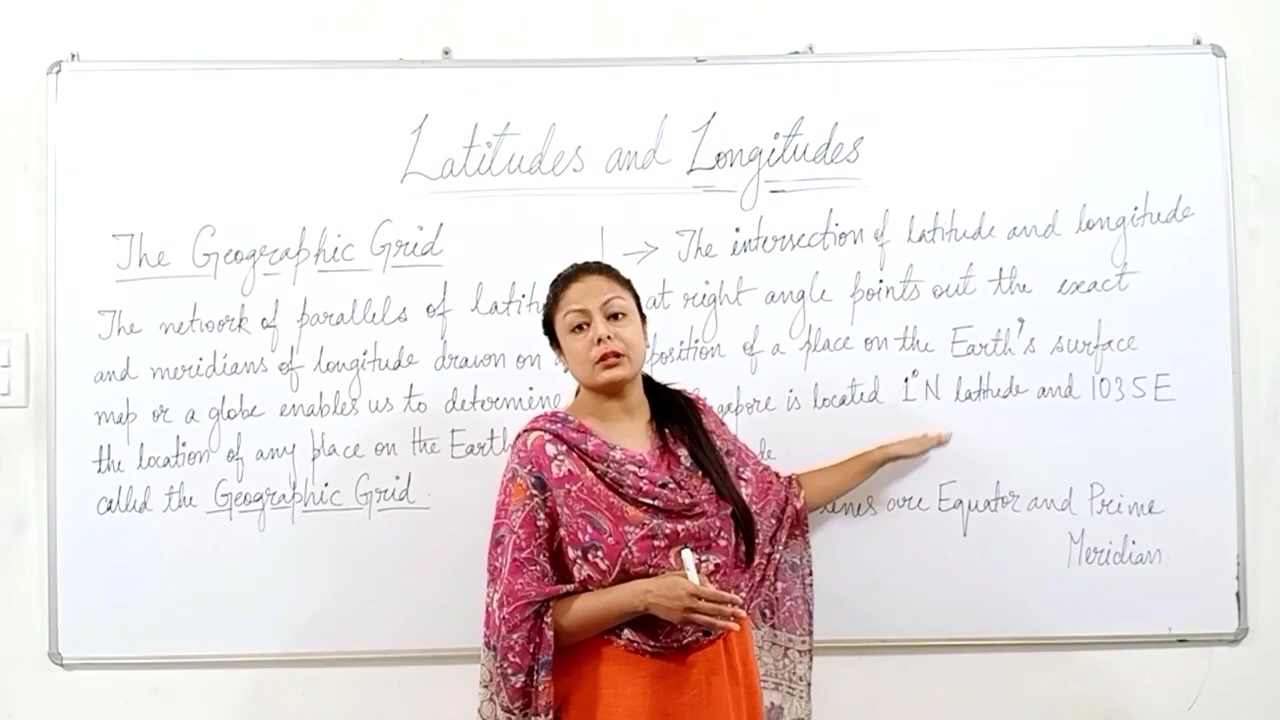 Latitudes and Longitudes
The Geographic Grid
The network of parallels of
and meridians of longitude drawn on
map or a globe enables us to determine
the location of any place on the Earth
called the Geographic Grid.
→ The intersection of latitude and longitude
at right angle points out the exact
position of a place on the Earth's surface.
is located 1°N lattude and 1035E
are Equator and Prime
Meridian.